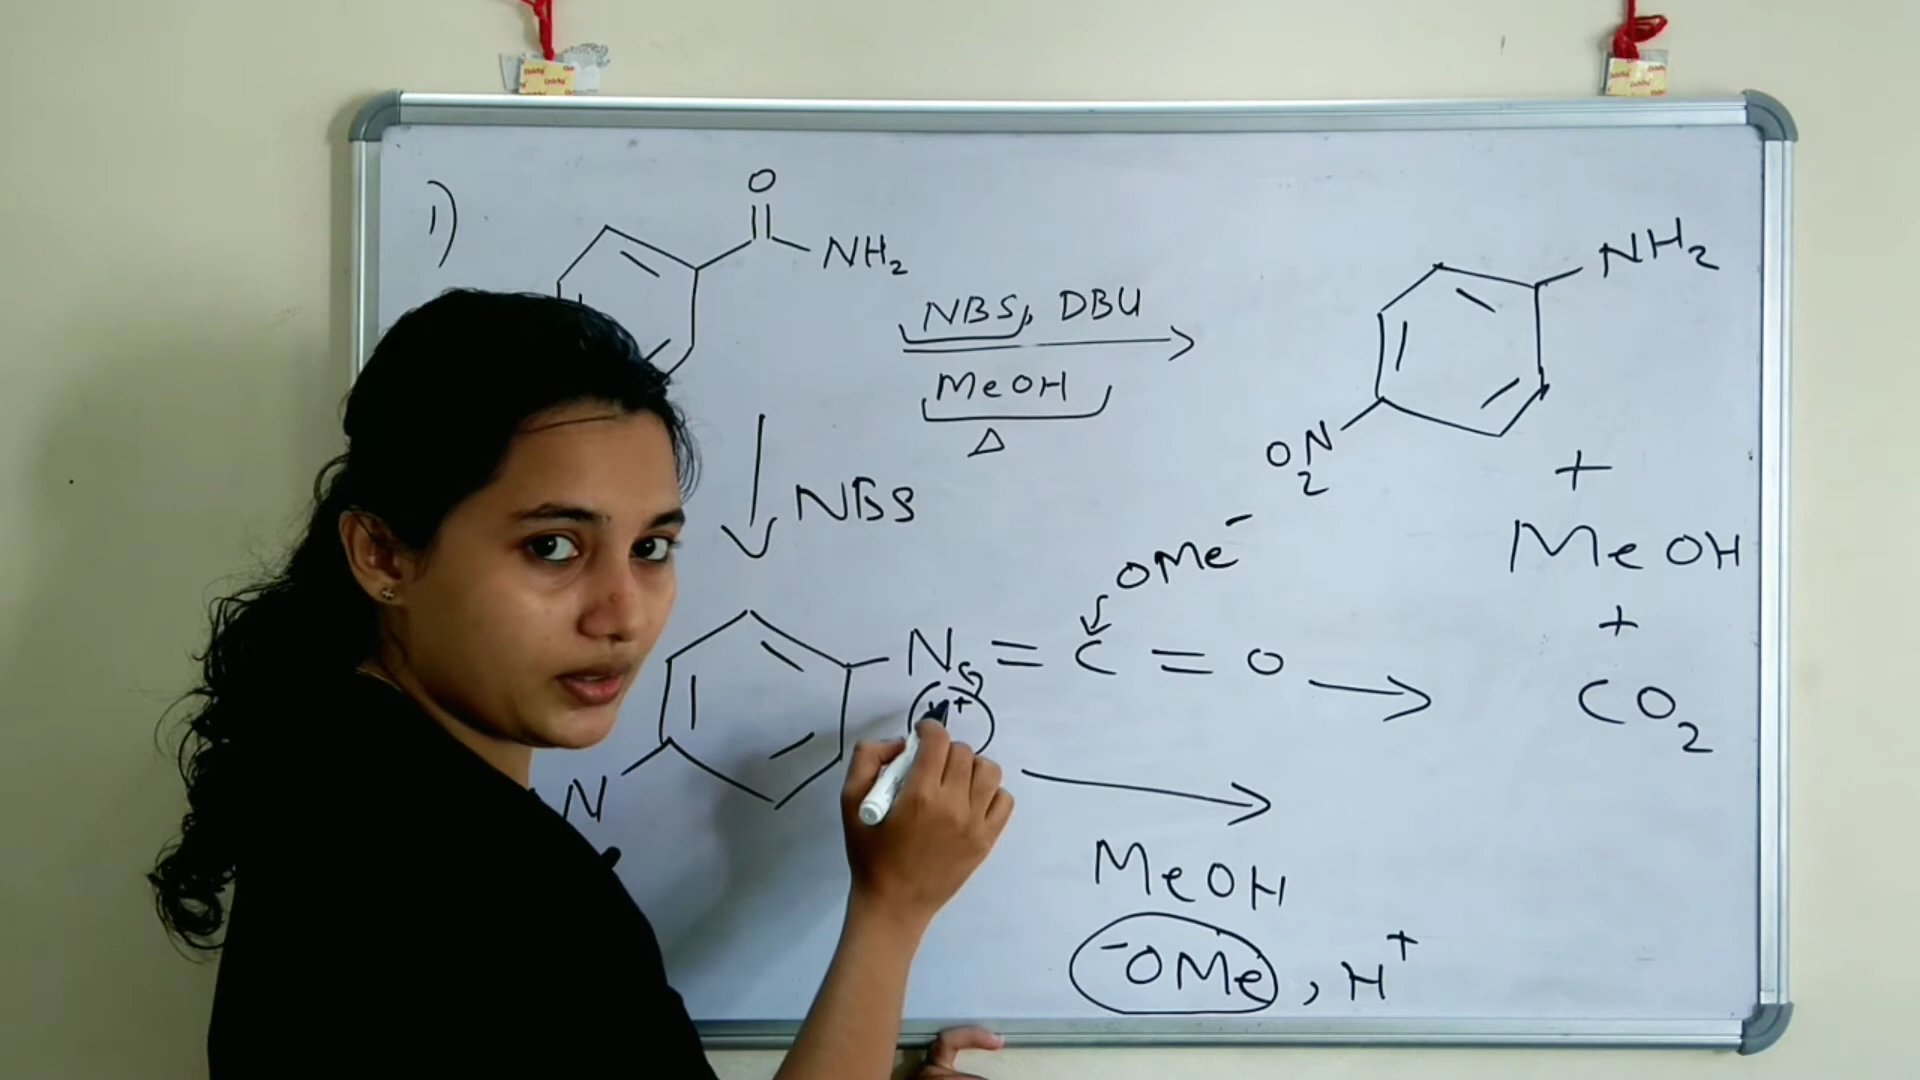 1)
O
NH2
NBS, DBU
MeOH
Δ
NH2
O2N
+
MeOH
+
CO2
NBS
OMe-
N = C = O
+
N
MeOH
-OMe, H+